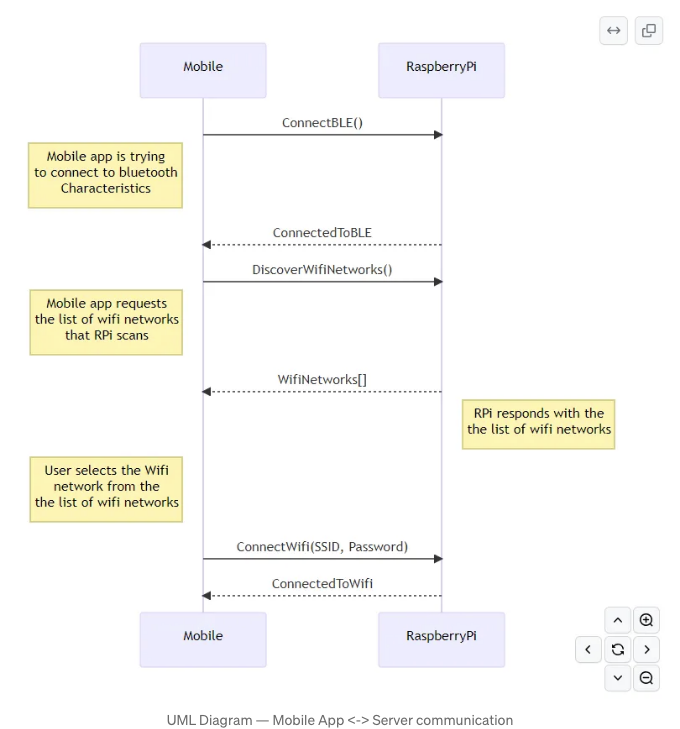 Mobile
RaspberryPi
ConnectBLE()
Mobile app is trying
to connect to bluetooth
Characteristics
ConnectedToBLE
DiscoverWifiNetworks()
Mobile app requests
the list of wifi networks
that RPi scans
WifiNetworks[]
RPi responds with the
the list of wifi networks
User selects the Wifi
network from the
the list of wifi networks
ConnectWifi(SSID, Password)
ConnectedToWifi
Mobile
RaspberryPi
UML Diagram — Mobile App <-> Server communication